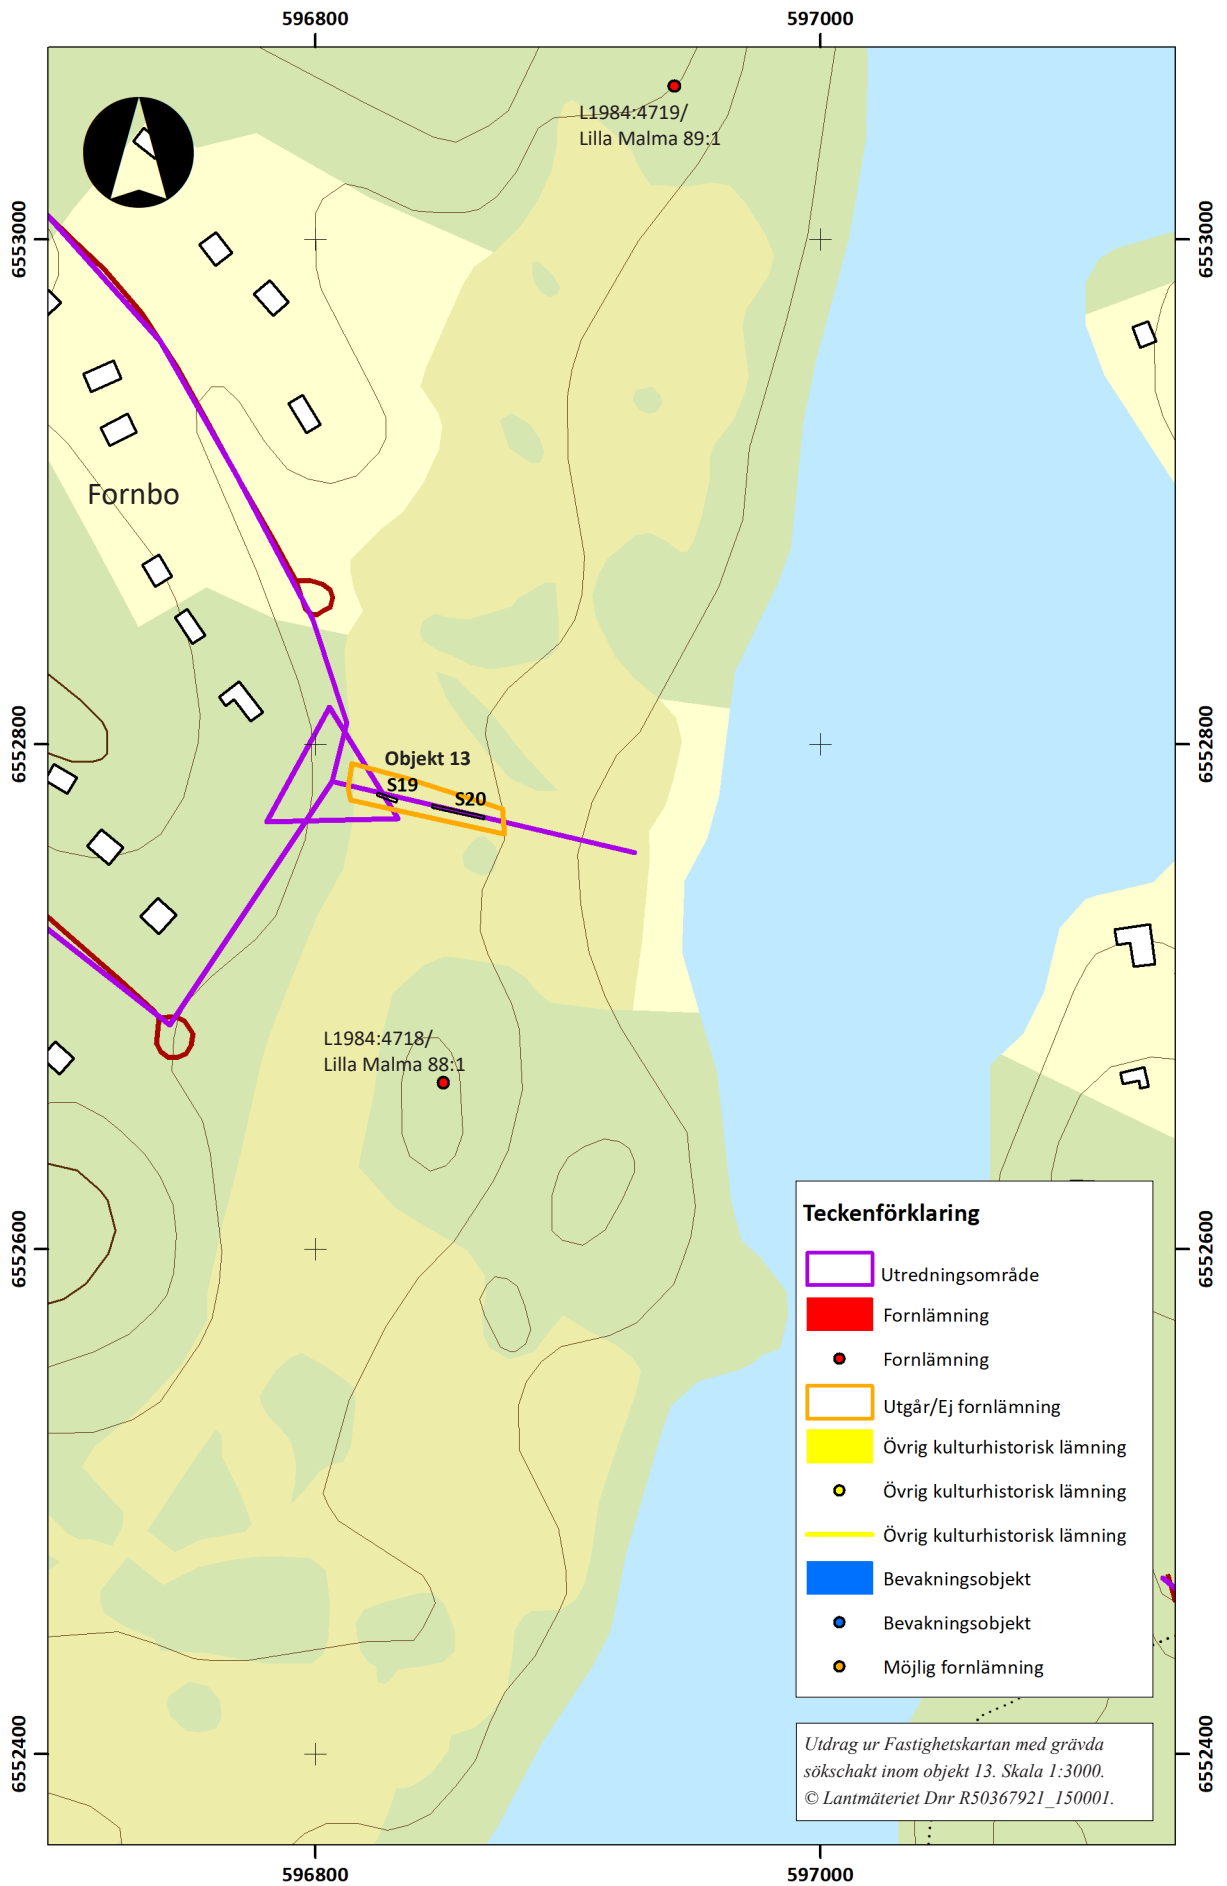 596800
597000
L1984:4719/
Lilla Malma 89:1
6553000
6553000
Fornbo
6552800
6552800
Objekt 13
S19
S20
L1984:4718/
Lilla Malma 88:1
6552600
6552600
Teckenförklaring
Utredningsområde
Fornlämning
Fornlämning
Utgår/Ej fornlämning
Övrig kulturhistorisk lämning
Övrig kulturhistorisk lämning
Övrig kulturhistorisk lämning
Bevakningsobjekt
Bevakningsobjekt
Möjlig fornlämning
6552400
6552400
Utdrag ur Fastighetskartan med grävda
sökschakt inom objekt 13. Skala 1:3000.
© Lantmäteriet Dnr R50367921_150001.
596800
597000